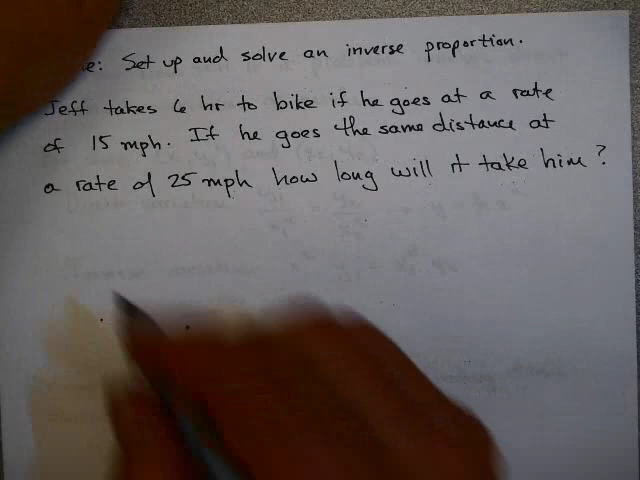 e: Set up and solve an inverse proportion.
Jeff takes 6 hr to bike if he goes at a rate
of 15 mph. If he goes the same distance at
a rate of 25 mph how long will it take him?